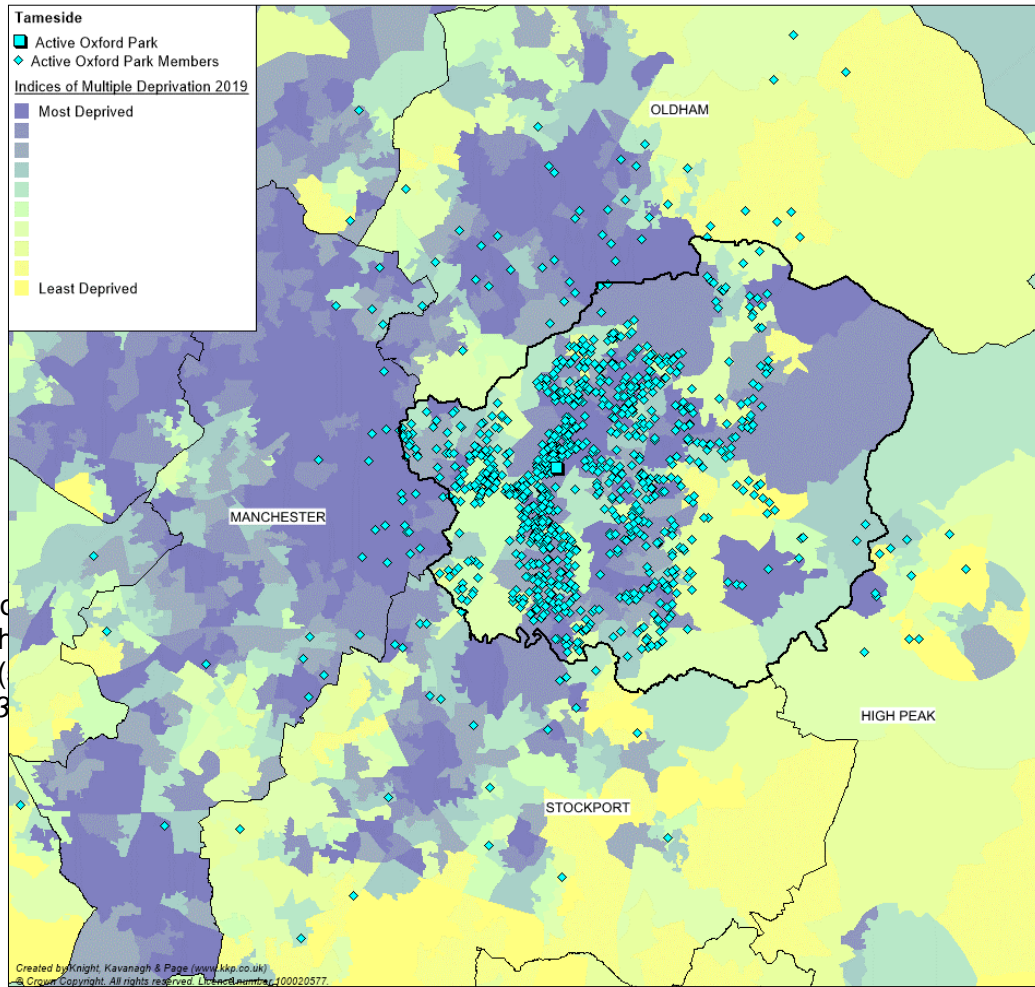 Tameside
Active Oxford Park
Active Oxford Park Members
Indices of Multiple Deprivation 2019
Most Deprived
Least Deprived
OLDHAM
MANCHESTER
HIGH PEAK
STOCKPORT
Created by Knight, Kavanagh & Page (www.kkp.co.uk)
© Crown Copyright. All rights reserved. Licence number 100020577.